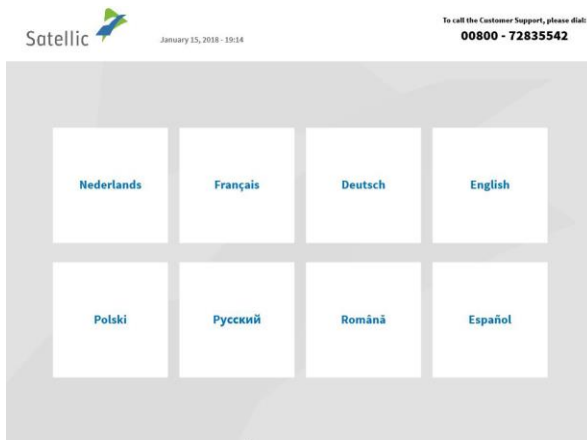 To call the Customer Support, please dial:
Satellic
January 15, 2018 - 19:14
00800 - 72835542
Nederlands
Français
Deutsch
English
Polski
Русский
Română
Español